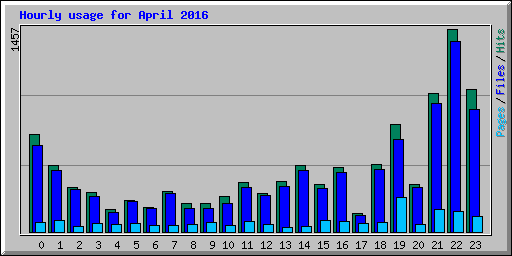 Hourly usage for April 2016
1457
Pages / Files / Hits
0 1 2 3 4 5 6 7 8 9 10 11 12 13 14 15 16 17 18 19 20 21 22 23